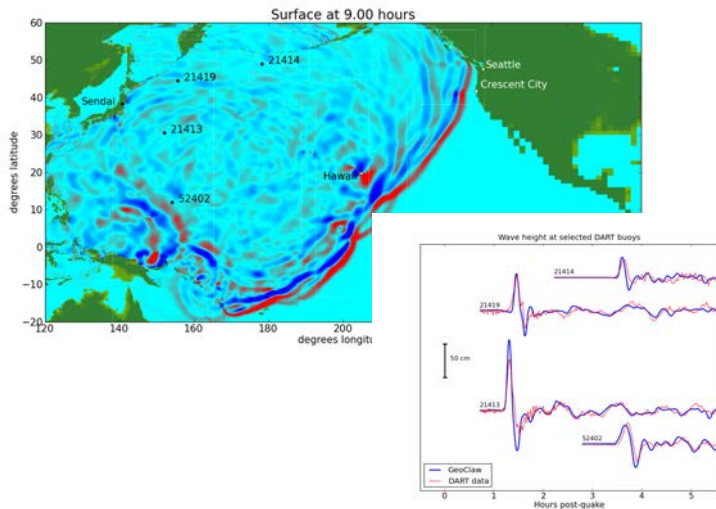 Surface at 9.00 hours
degrees latitude
60
50
40
30
20
10
0
−10
−20
120
140
160
180
200
degrees longitu
21414
21419
Sendai
21413
52402
Hawaii
Seattle
Crescent City
Wave height at selected DART buoys
21414
21419
50 cm
21413
52402
GeoClaw
DART data
0
1
2
3
4
5
Hours post-quake